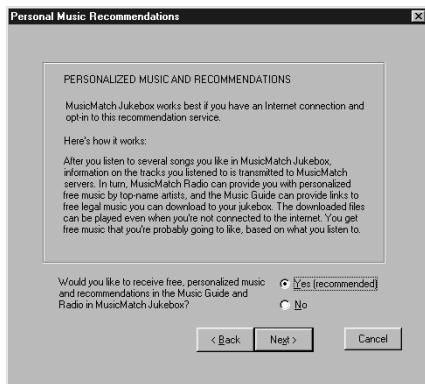 Personal Music Recommendations
PERSONALIZED MUSIC AND RECOMMENDATIONS
MusicMatch Jukebox works best if you have an Internet connection and
opt-in to this recommendation service.
Here's how it works:
After you listen to several songs you like in MusicMatch Jukebox,
information on the tracks you listened to is transmitted to MusicMatch
servers. In turn, MusicMatch Radio can provide you with personalized
free music by top-name artists, and the Music Guide can provide links to
free legal music you can download to your jukebox. The downloaded files
can be played even when you're not connected to the internet. You get
free music that you're probably going to like, based on what you listen to.
Would you like to receive free, personalized music
and recommendations in the Music Guide and
Radio in MusicMatch Jukebox?
Yes (recommended)
No
< Back
Next >
Cancel